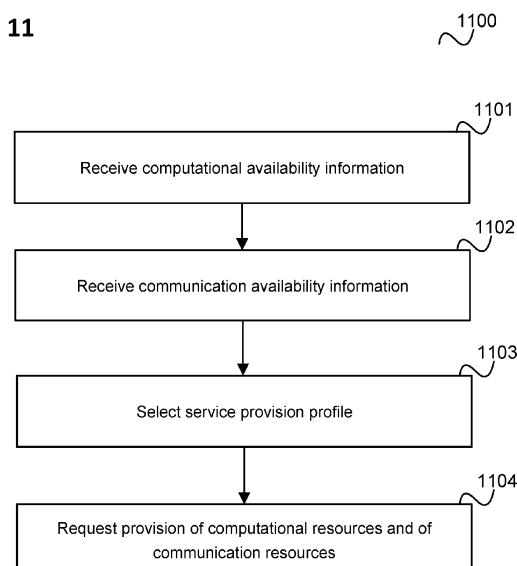 11
1100
1101
Receive computational availability information
1102
Receive communication availability information
1103
Select service provision profile
1104
Request provision of computational resources and of
communication resources